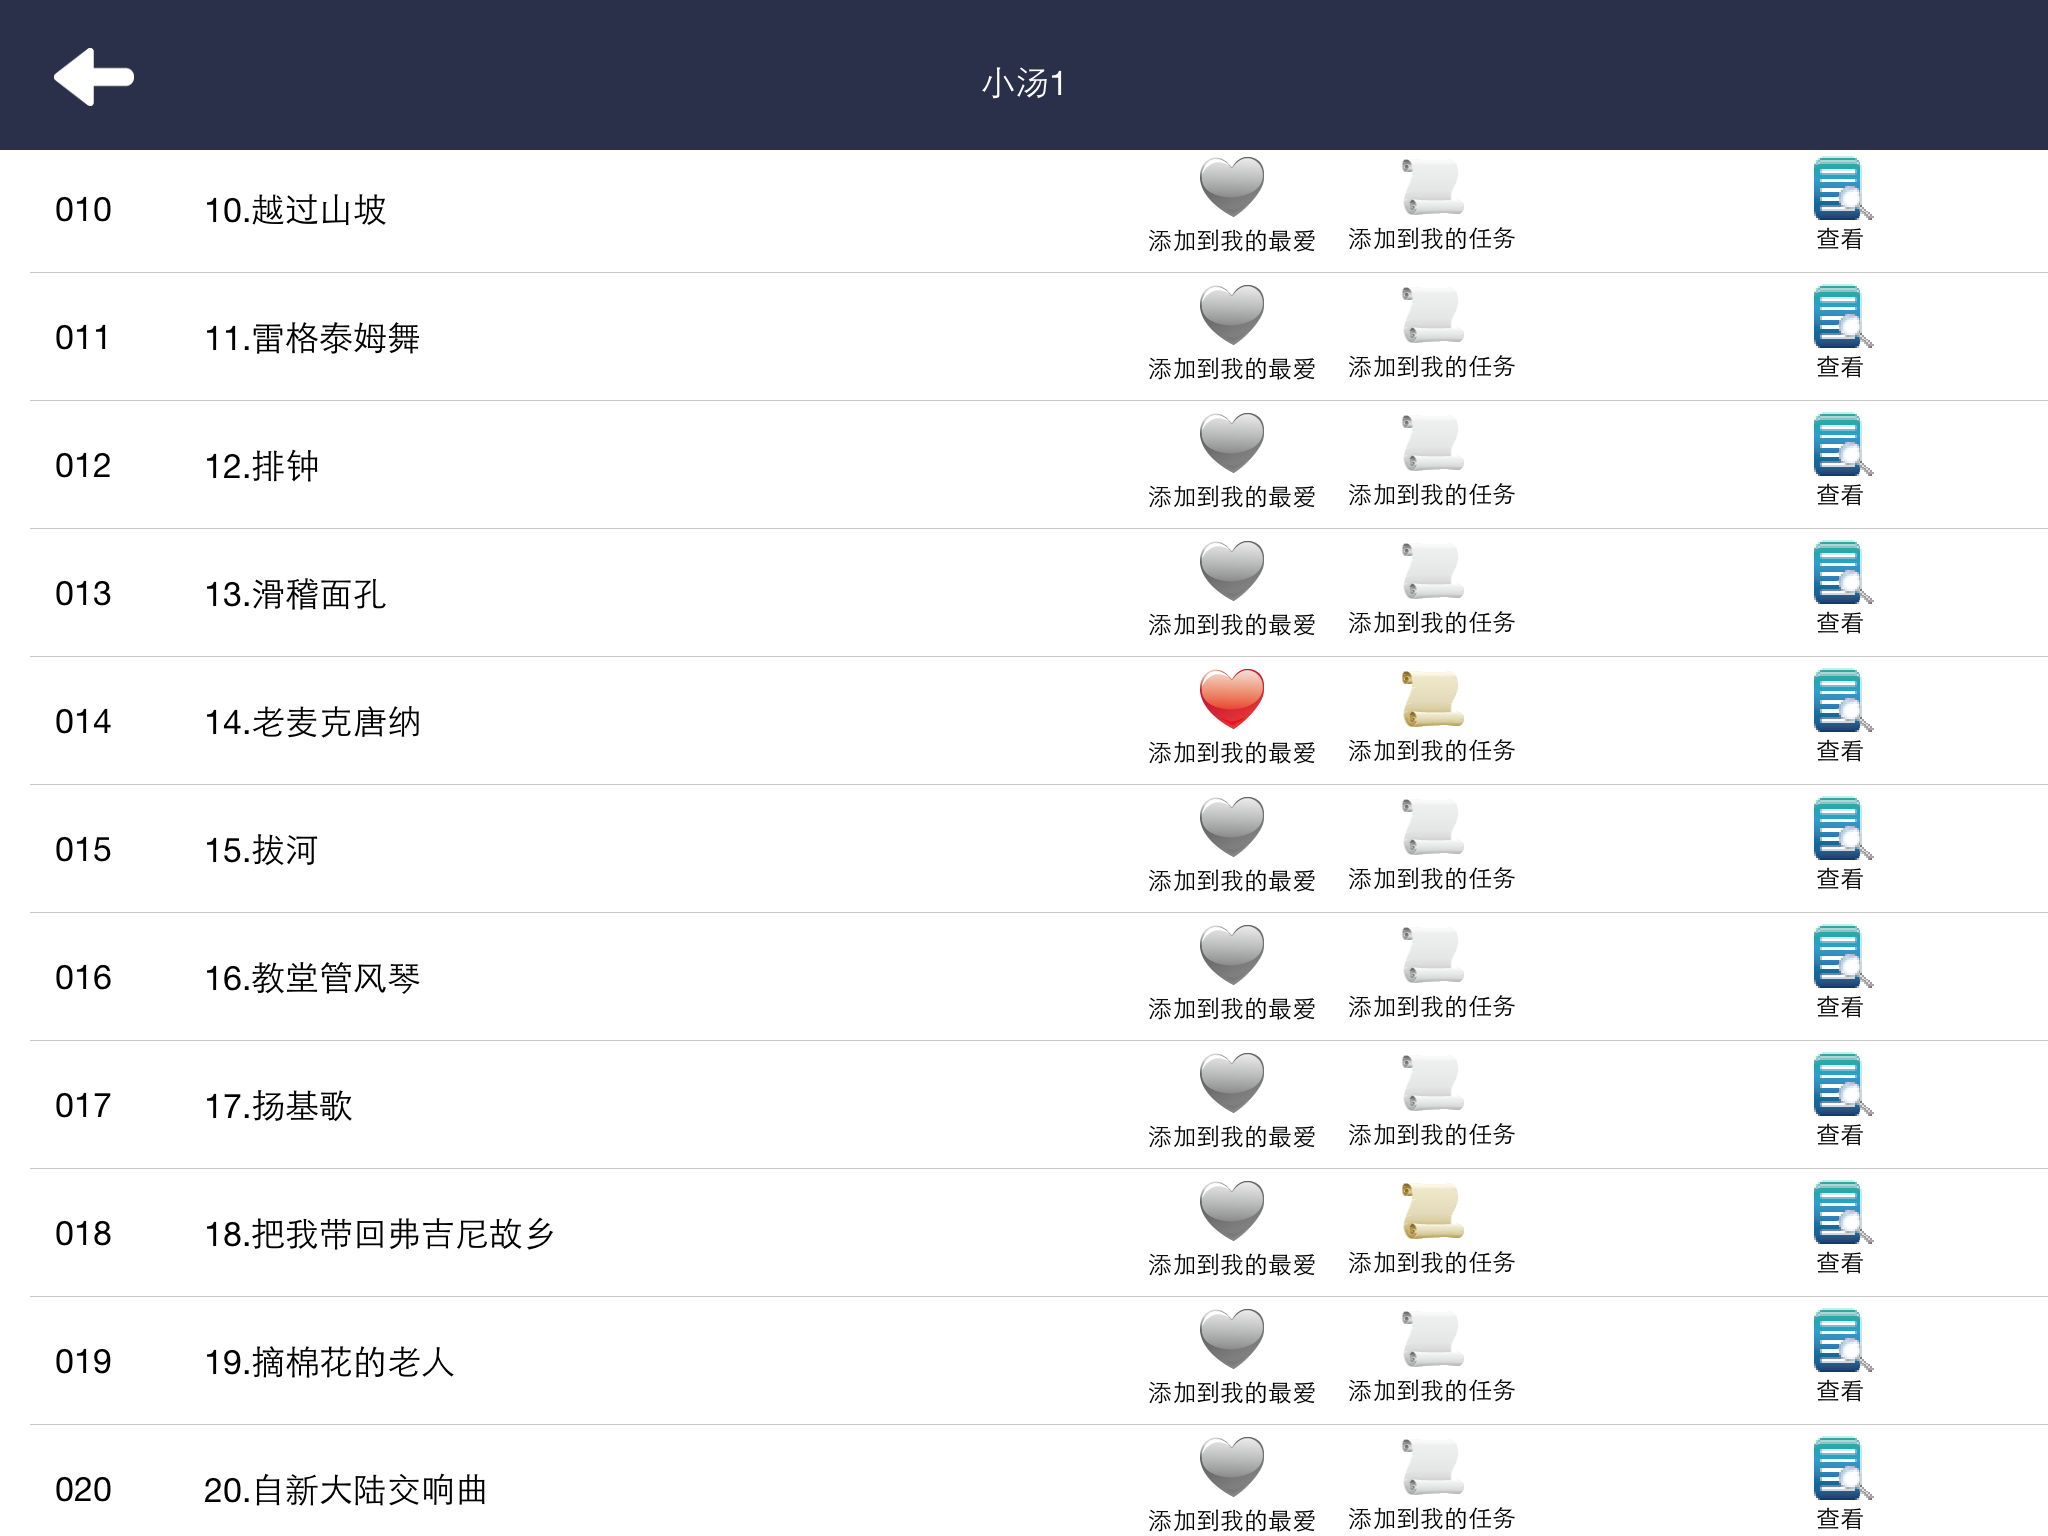 小汤1
010 10.越过山坡 添加到我的最爱 添加到我的任务 查看
011 11.雷格泰姆舞 添加到我的最爱 添加到我的任务 查看
012 12.排钟 添加到我的最爱 添加到我的任务 查看
013 13.滑稽面孔 添加到我的最爱 添加到我的任务 查看
014 14.老麦克唐纳 添加到我的最爱 添加到我的任务 查看
015 15.拔河 添加到我的最爱 添加到我的任务 查看
016 16.教堂管风琴 添加到我的最爱 添加到我的任务 查看
017 17.扬基歌 添加到我的最爱 添加到我的任务 查看
018 18.把我带回弗吉尼故乡 添加到我的最爱 添加到我的任务 查看
019 19.摘棉花的老人 添加到我的最爱 添加到我的任务 查看
020 20.自新大陆交响曲 添加到我的最爱 添加到我的任务 查看